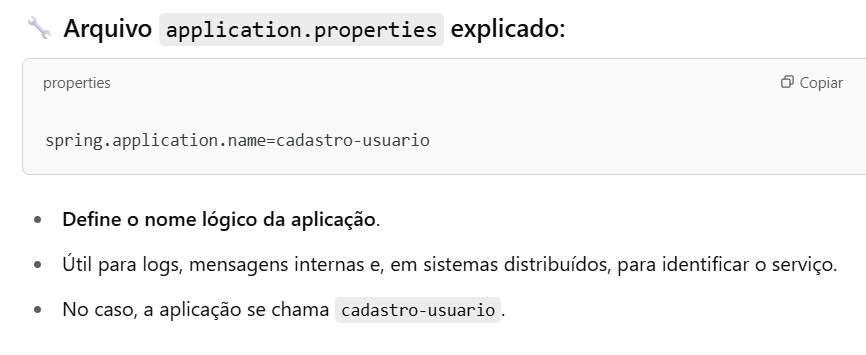 🔧 Arquivo application.properties explicado:
properties
Copiar
spring.application.name=cadastro-usuario
• Define o nome lógico da aplicação.
• Útil para logs, mensagens internas e, em sistemas distribuídos, para identificar o serviço.
• No caso, a aplicação se chama cadastro-usuario.